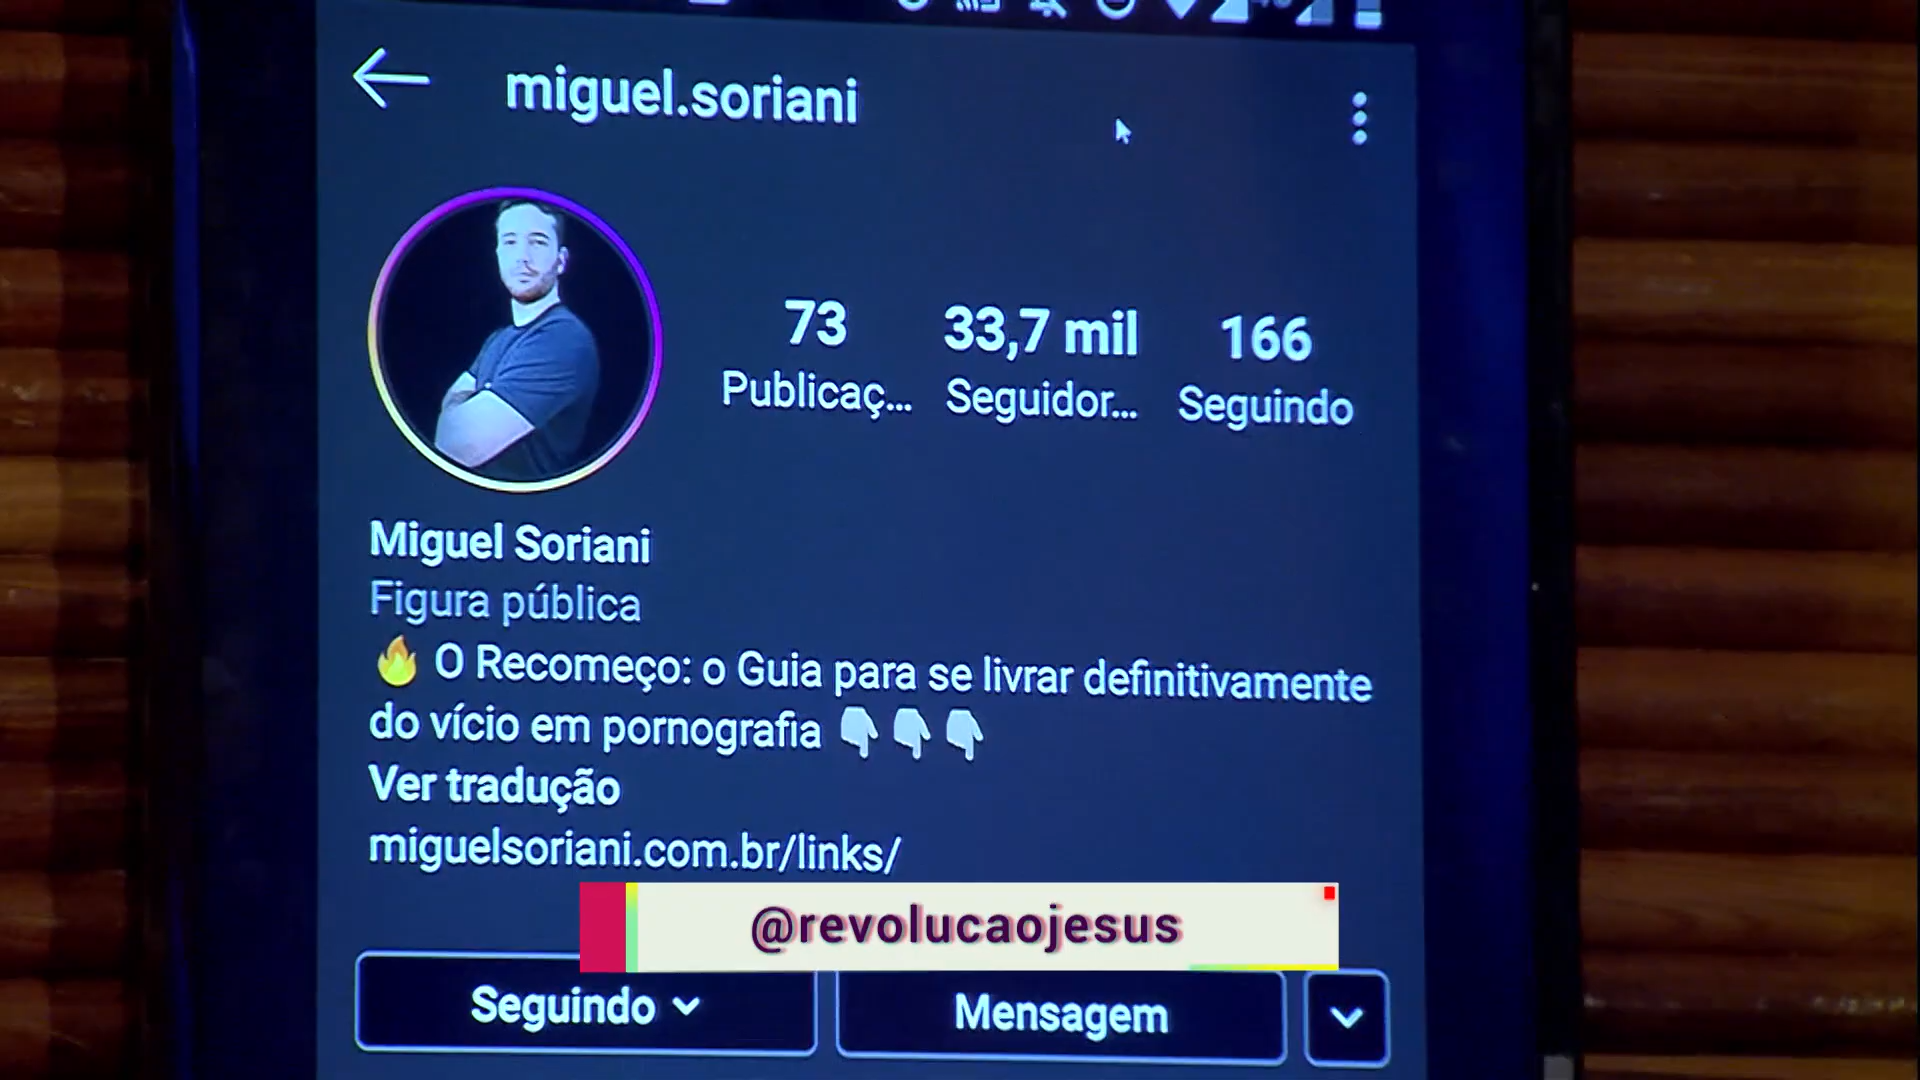 miguel.soriani
73 33,7 mil 166
Publicaç... Seguidor... Seguindo
Miguel Soriani
Figura pública
🔥 O Recomeço: o Guia para se livrar definitivamente
do vício em pornografia 👇👇👇
Ver tradução
miguelsoriani.com.br/links/
@revolucaojesus
Seguindo Mensagem